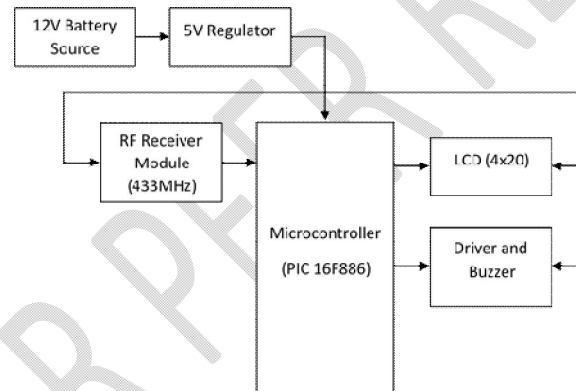 12V Battery
Source
5V Regulator
RF Receiver
Module
(433MHz)
Microcontroller
(PIC 16F886)
LCD (4x20)
Driver and
Buzzer